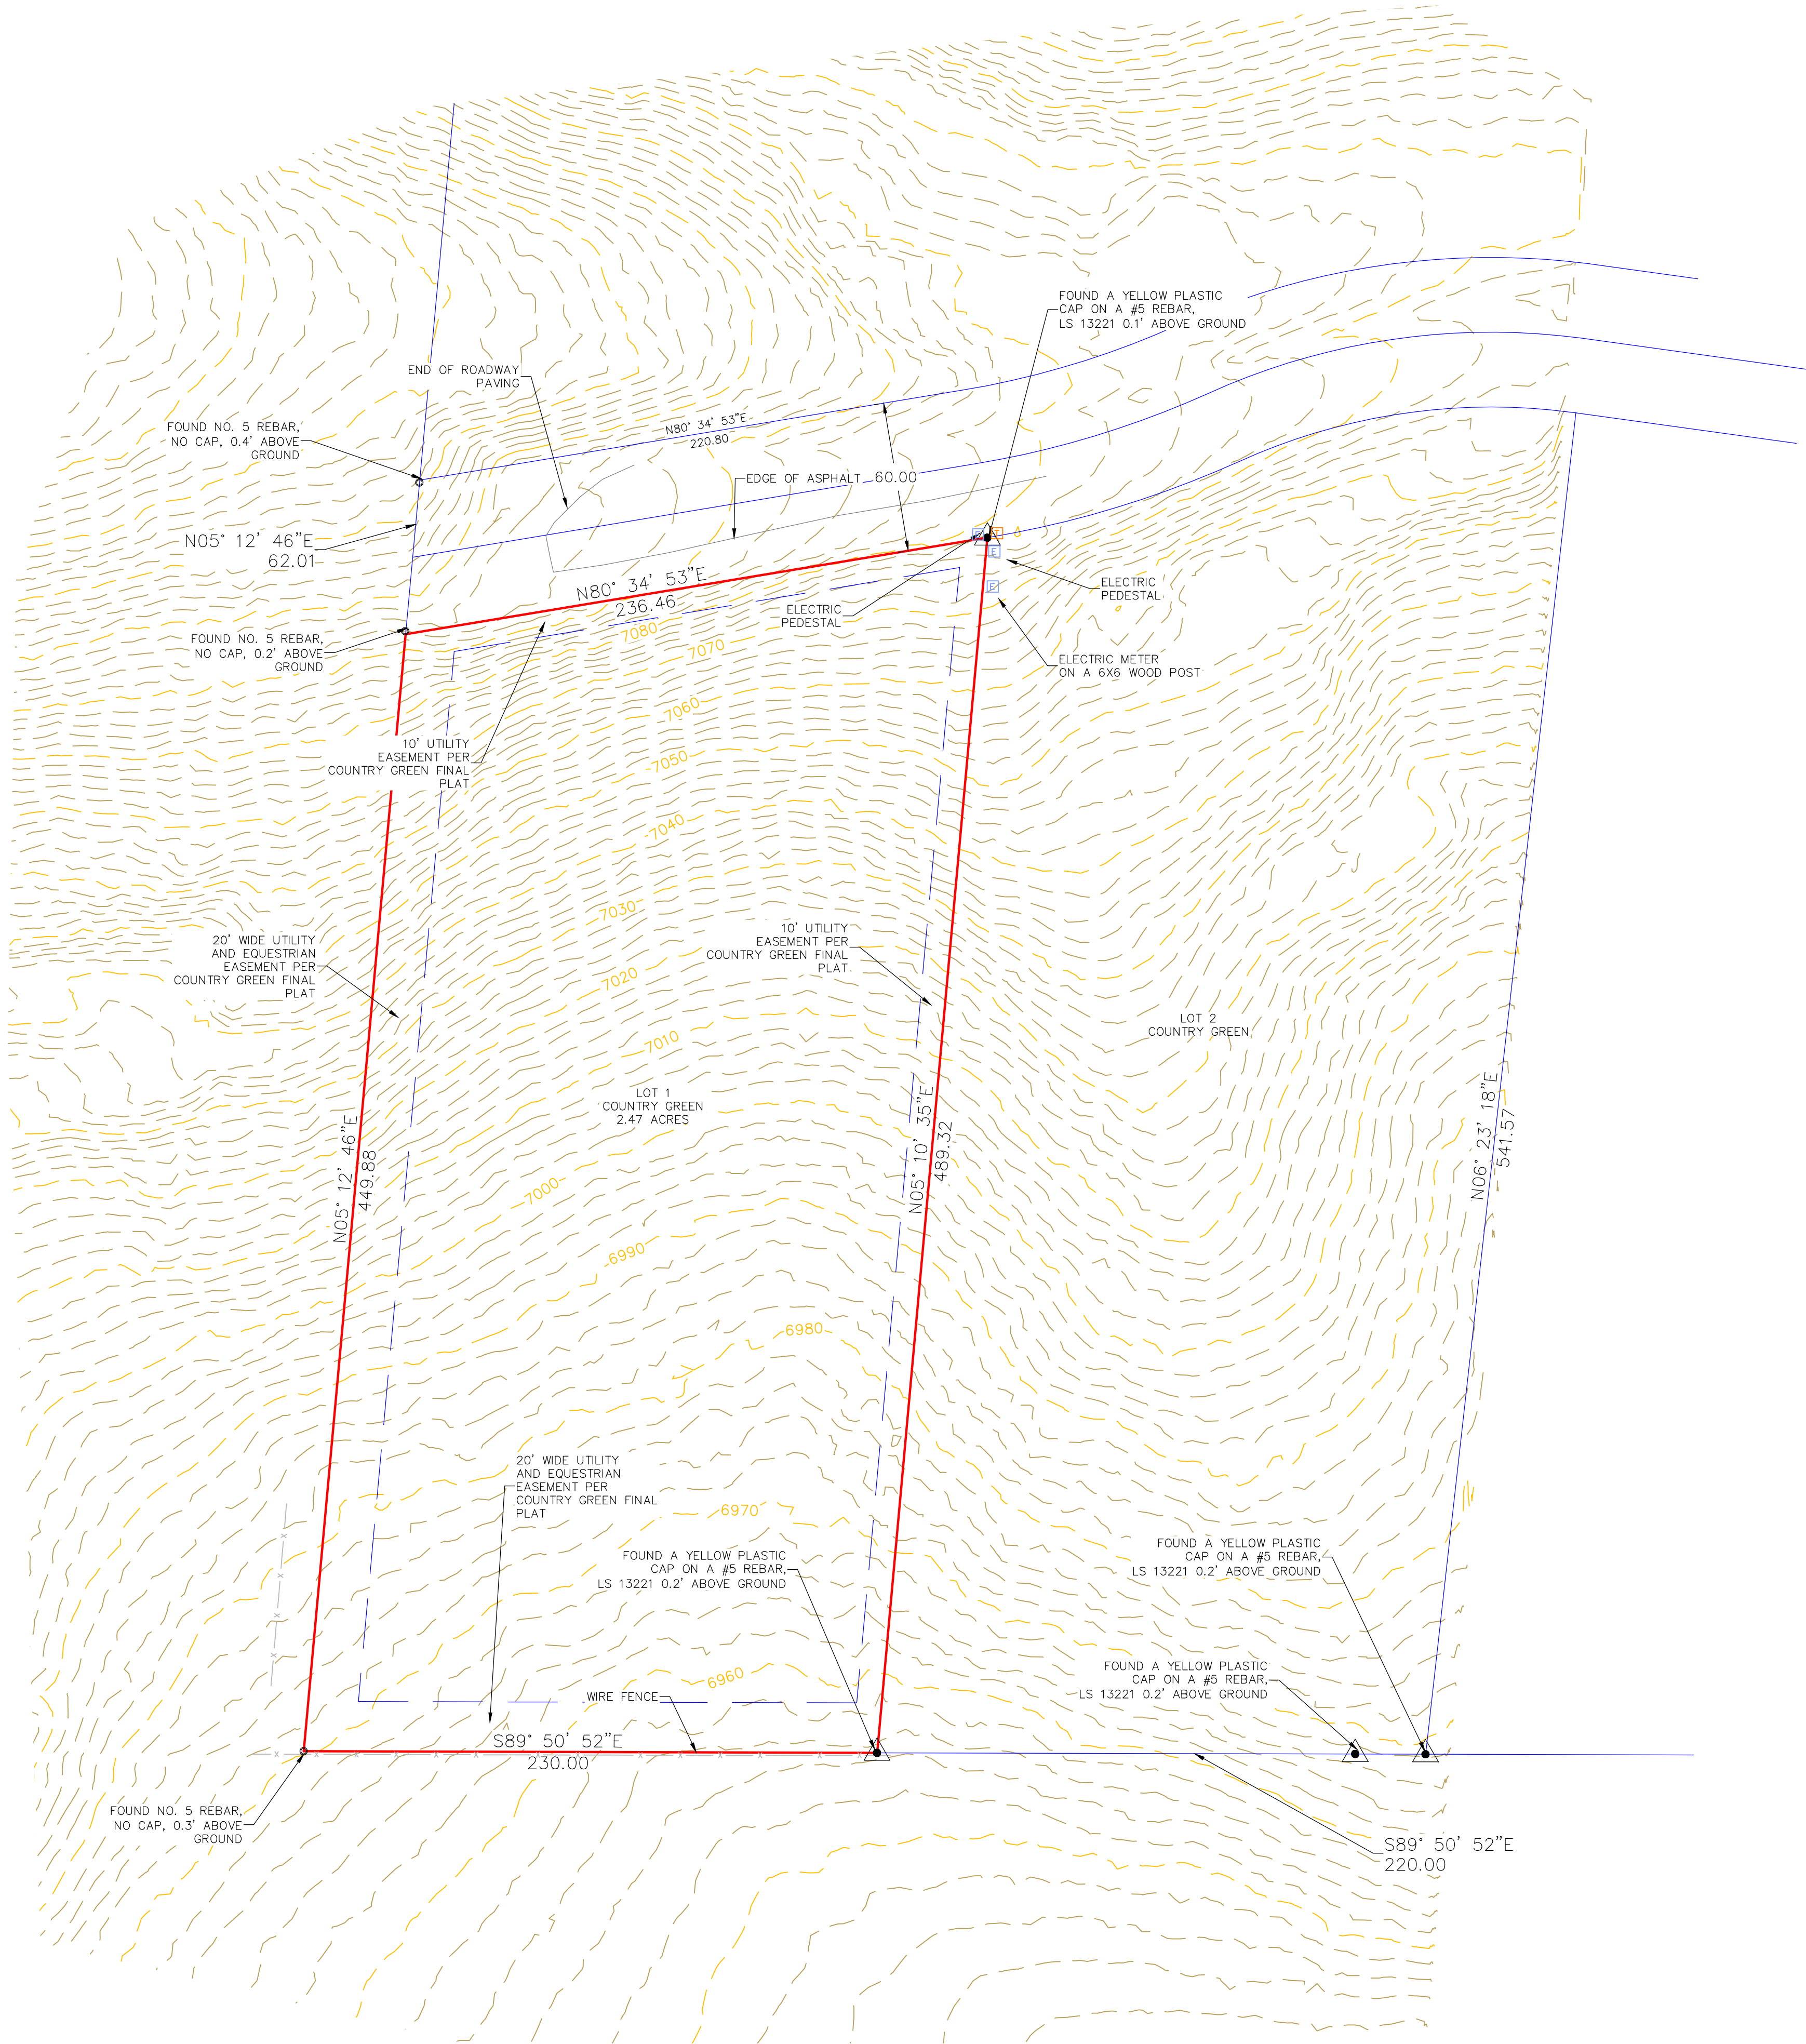 FOUND A YELLOW PLASTIC
CAP ON A #5 REBAR,
LS 13221 0.1' ABOVE GROUND
END OF ROADWAY
PAVING
N80° 34' 53"E
220.80
FOUND NO. 5 REBAR,
NO CAP, 0.4' ABOVE
GROUND
EDGE OF ASPHALT
60.00
N05° 12' 46"E
62.01
N80° 34' 53"E
236.46
ELECTRIC
PEDESTAL
ELECTRIC
PEDESTAL
E
T
E
FOUND NO. 5 REBAR,
NO CAP, 0.2' ABOVE
GROUND
7080
7070
ELECTRIC METER
ON A 6X6 WOOD POST
7060
10' UTILITY
EASEMENT PER
COUNTRY GREEN FINAL
PLAT
7050
7040
7030
20' WIDE UTILITY
AND EQUESTRIAN
EASEMENT PER
COUNTRY GREEN FINAL
PLAT
10' UTILITY
EASEMENT PER
COUNTRY GREEN FINAL
PLAT
7020
7010
LOT 2
COUNTRY GREEN
LOT 1
COUNTRY GREEN
2.47 ACRES
N05° 12' 46"E
449.88
N05° 10' 35"E
489.32
N06° 23' 18"E
541.57
7000
6990
6980
20' WIDE UTILITY
AND EQUESTRIAN
EASEMENT PER
COUNTRY GREEN FINAL
PLAT
6970
FOUND A YELLOW PLASTIC
CAP ON A #5 REBAR,
LS 13221 0.2' ABOVE GROUND
FOUND A YELLOW PLASTIC
CAP ON A #5 REBAR,
LS 13221 0.2' ABOVE GROUND
FOUND A YELLOW PLASTIC
CAP ON A #5 REBAR,
LS 13221 0.2' ABOVE GROUND
6960
WIRE FENCE
S89° 50' 52"E
230.00
FOUND NO. 5 REBAR,
NO CAP, 0.3' ABOVE
GROUND
S89° 50' 52"E
220.00